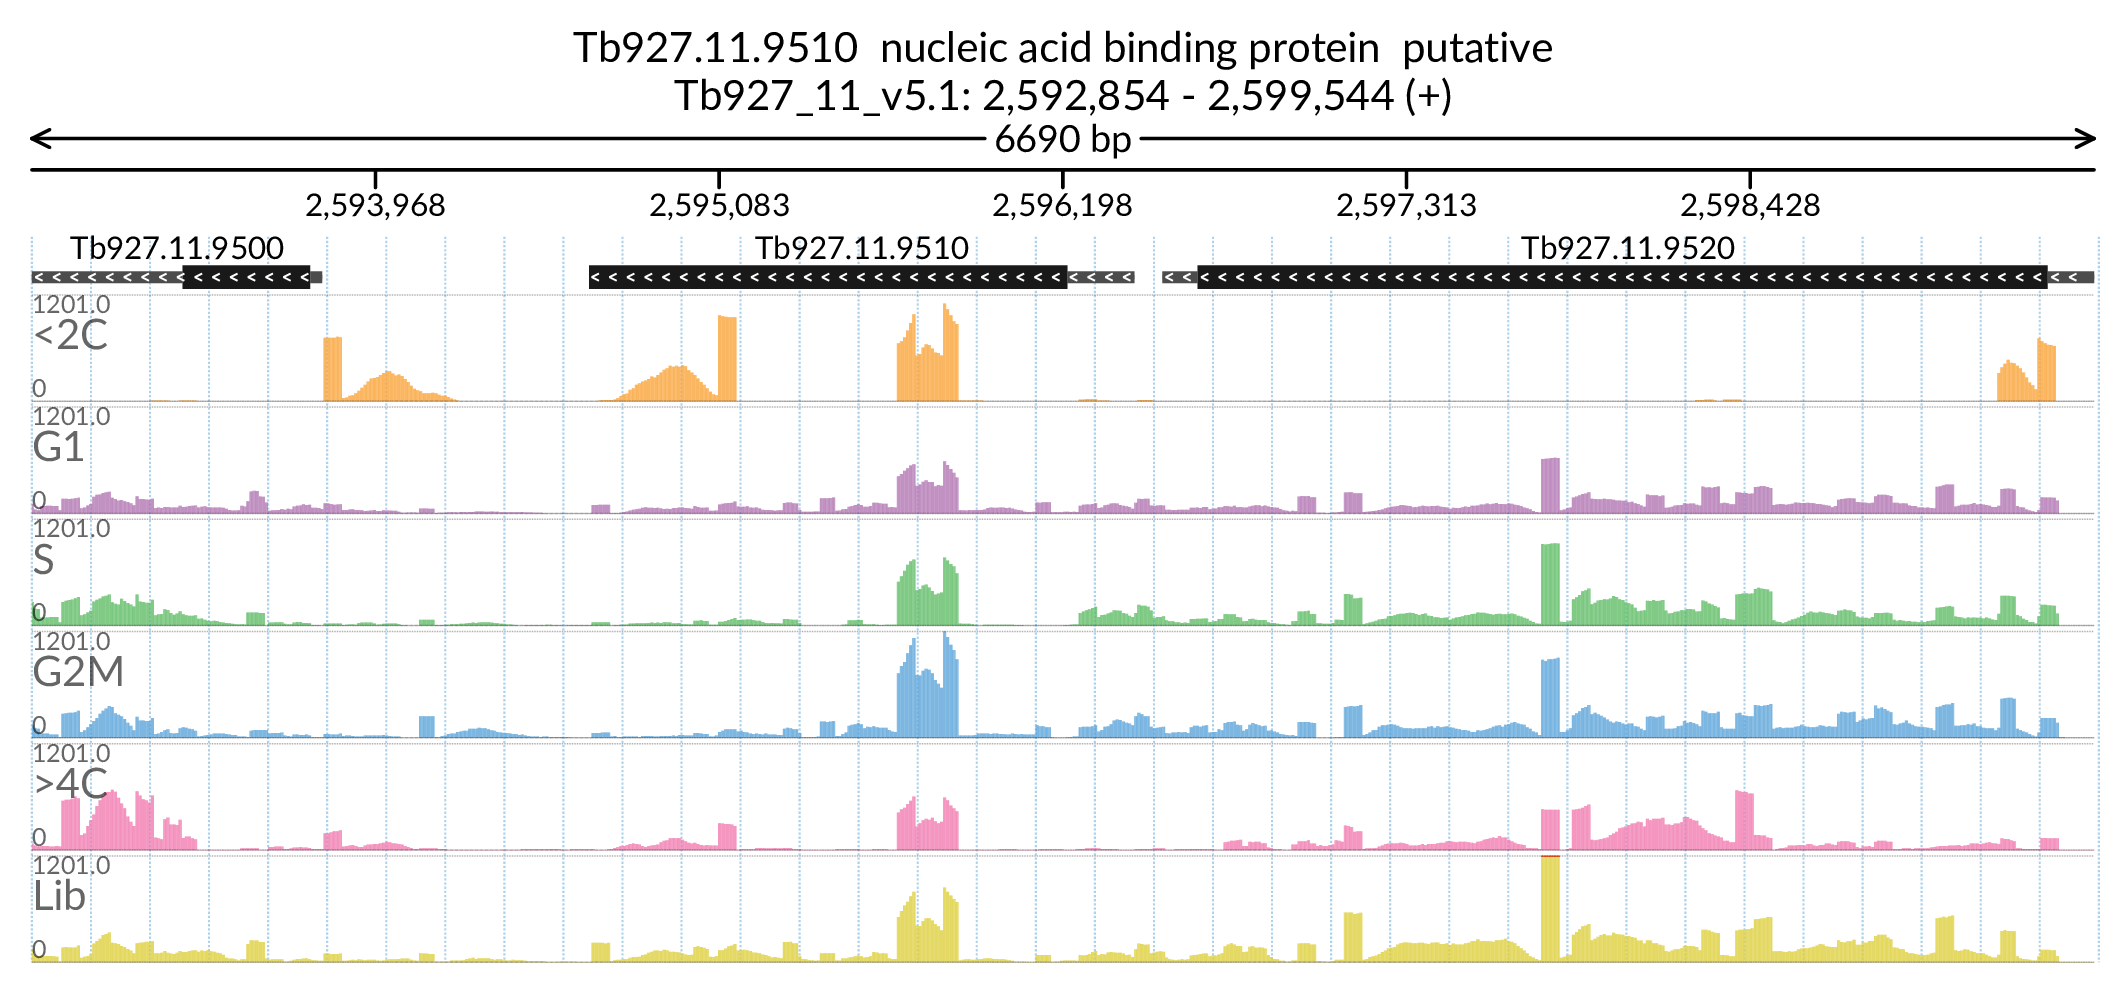 Tb927.11.9510  nucleic acid binding protein  putative
Tb927_11_v5.1: 2,592,854 - 2,599,544 (+)
6690 bp
2,593,968 2,595,083 2,596,198 2,597,313 2,598,428
Tb927.11.9500 Tb927.11.9510 Tb927.11.9520
1201.0
<2C
0
1201.0
G1
0
1201.0
S
0
1201.0
G2M
0
1201.0
>4C
0
1201.0
Lib
0